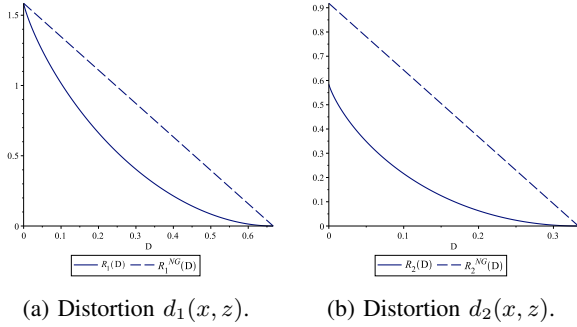 1.5
1
0.5
0
0 0.1 0.2 0.3 0.4 0.5 0.6
D
R₁(D) R₁ᴺᴳ(D)
(a) Distortion d₁(x, z).
0.9
0.8
0.7
0.6
0.5
0.4
0.3
0.2
0.1
0
0 0.1 0.2 0.3
D
R₂(D) R₂ᴺᴳ(D)
(b) Distortion d₂(x, z).